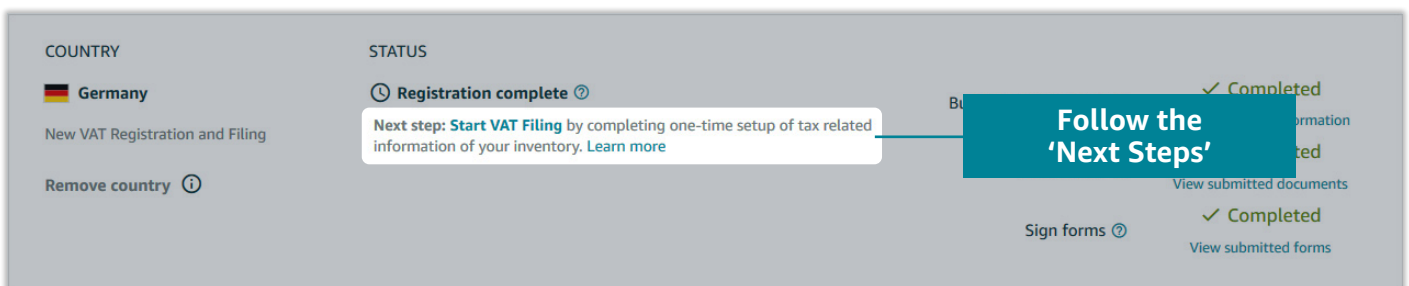 COUNTRY
STATUS
Germany
Registration complete
Completed
New VAT Registration and Filing
Next step: Start VAT Filing by completing one-time setup of tax related
information of your inventory. Learn more
Follow the
‘Next Steps’
Remove country
View submitted documents
Sign forms
Completed
View submitted forms